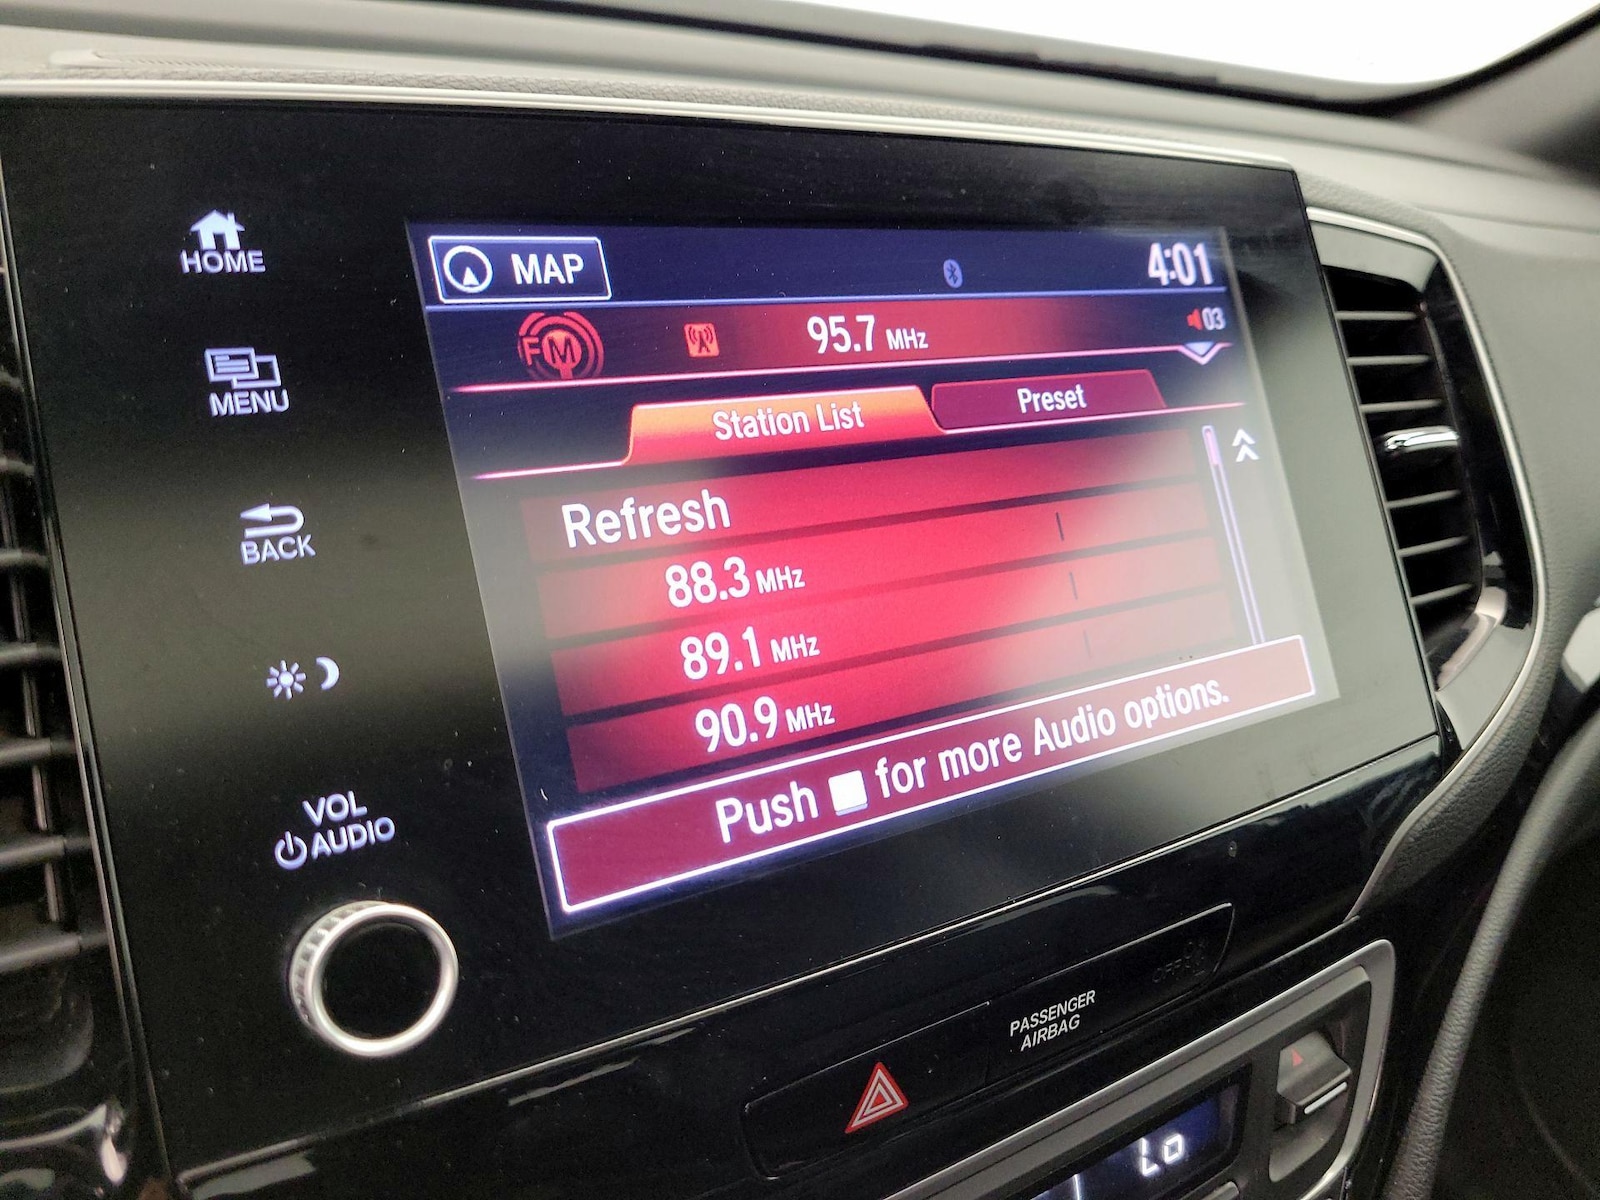 HOME
MAP
4:01
FM
95.7 MHz
03
MENU
Station List
Preset
Refresh
BACK
88.3 MHz
89.1 MHz
90.9 MHz
Push for more Audio options.
VOL
AUDIO
OFF
PASSENGER
AIRBAG
Lo